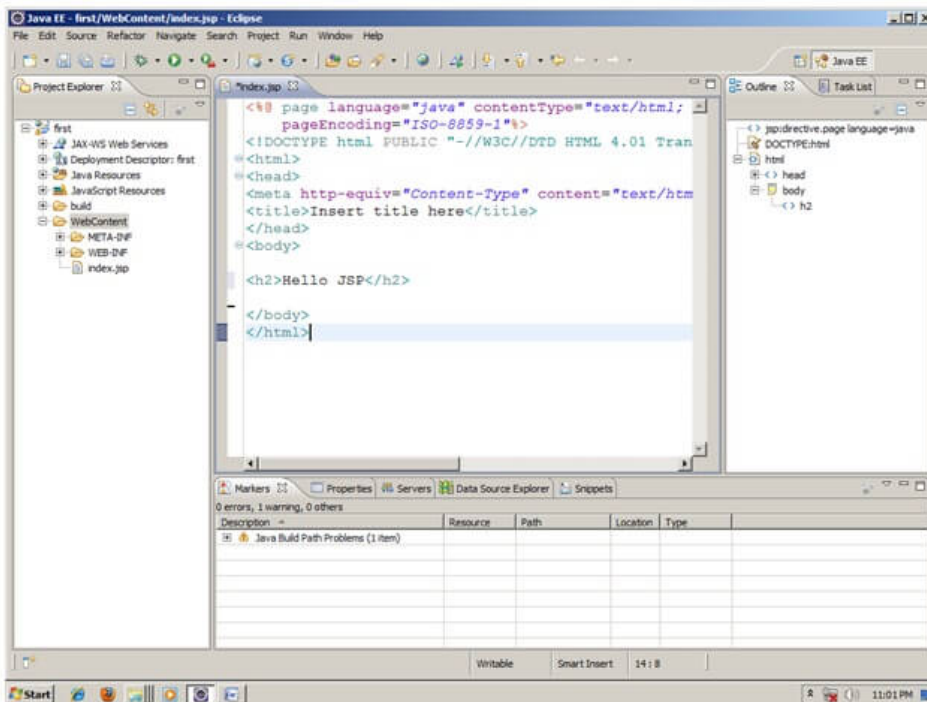 Java EE - first/WebContent/index.jsp - Eclipse
File Edit Source Refactor Navigate Search Project Run Window Help
Java EE
Project Explorer
first
JAX-WS Web Services
Deployment Descriptor: first
Java Resources
JavaScript Resources
build
WebContent
META-INF
WEB-INF
index.jsp
*index.jsp
<%@ page language="java" contentType="text/html;
pageEncoding="ISO-8859-1"%>
<!DOCTYPE html PUBLIC "-//W3C//DTD HTML 4.01 Tran
<html>
<head>
<meta http-equiv="Content-Type" content="text/htm
<title>Insert title here</title>
</head>
<body>
<h2>Hello JSP</h2>
</body>
</html>
Outline Task List
jsp:directive.page language=java
DOCTYPE:html
html
head
body
h2
Markers Properties Servers Data Source Explorer Snippets
0 errors, 1 warning, 0 others
Description Resource Path Location Type
Java Build Path Problems (1 item)
Writable Smart Insert 14 : 8
Start 11:01 PM